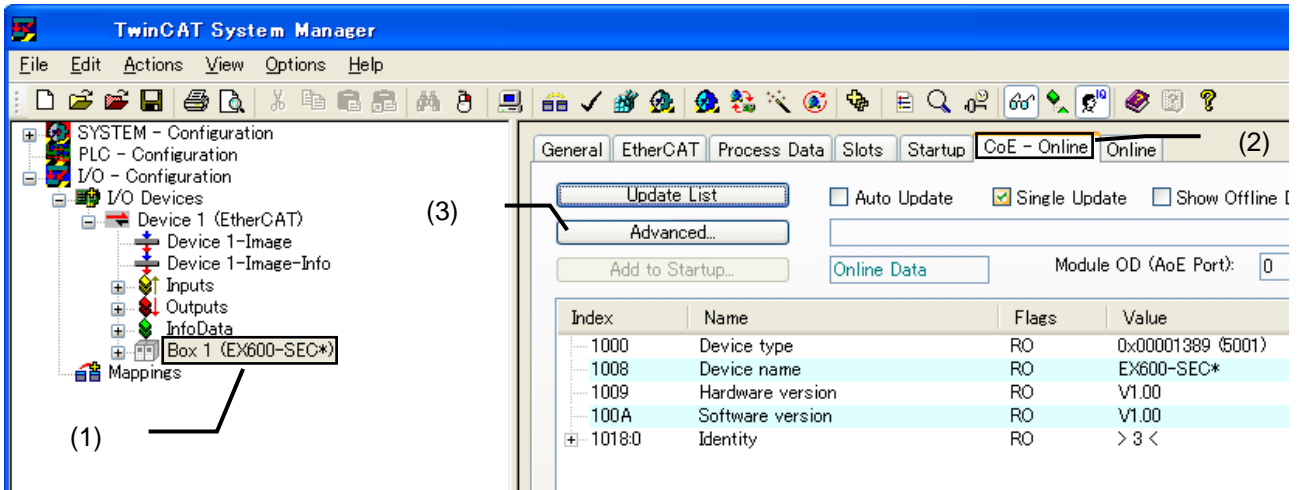 TwinCAT System Manager
File Edit Actions View Options Help
SYSTEM - Configuration
PLC - Configuration
I/O - Configuration
I/O Devices
Device 1 (EtherCAT)
Device 1-Image
Device 1-Image-Info
Inputs
Outputs
InfoData
Box 1 (EX600-SEC*)
Mappings
(1)
General EtherCAT Process Data Slots Startup CoE - Online Online
(2)
Update List Auto Update Single Update Show Offline D
(3)
Advanced...
Add to Startup... Online Data Module OD (AoE Port): 0
Index Name Flags Value
1000 Device type RO 0x00001389 (5001)
1008 Device name RO EX600-SEC*
1009 Hardware version RO V1.00
100A Software version RO V1.00
1018:0 Identity RO > 3 <